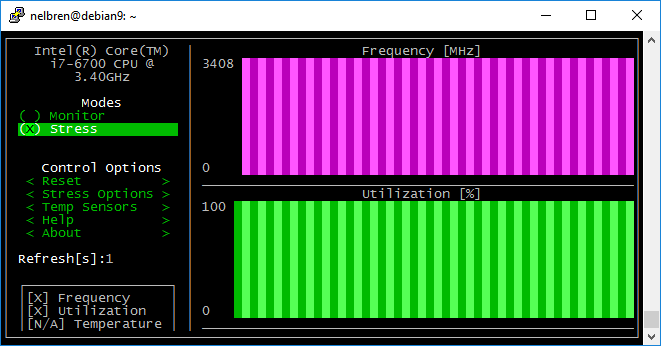 nelbren@debian9: ~
Intel(R) Core(TM)
i7-6700 CPU @
3.40GHz
Modes
( ) Monitor
(X) Stress
Control Options
< Reset >
< Stress Options >
< Temp Sensors >
< Help >
< About >
Refresh[s]:1
[X] Frequency
[X] Utilization
[N/A] Temperature
Frequency [MHz]
3408
0
Utilization [%]
100
0